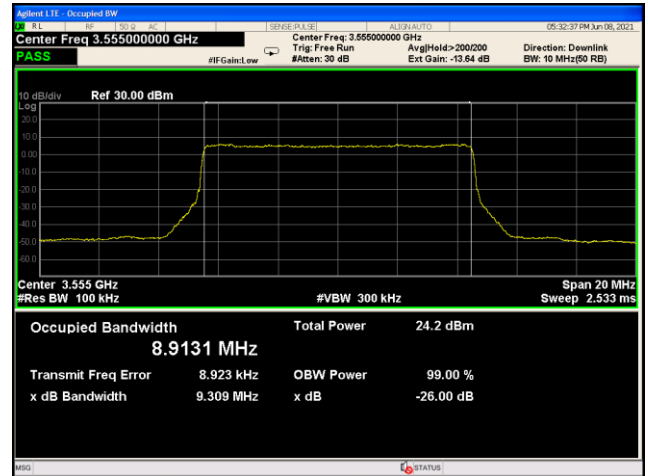 Agilent LTE - Occupied BW
RL RF 50 Ω AC SENSE:PULSE ALIGN AUTO 05:32:37 PM Jun 08, 2021
Center Freq 3.555000000 GHz Center Freq: 3.555000000 GHz
Trig: Free Run Avg|Hold:>200/200 Direction: Downlink
PASS #IFGain:Low #Atten: 30 dB Ext Gain: -13.64 dB BW: 10 MHz(50 RB)
10 dB/div Ref 30.00 dBm
Log
20.0
10.0
0.00
-10.0
-20.0
-30.0
-40.0
-50.0
-60.0
Center 3.555 GHz Span 20 MHz
#Res BW 100 kHz #VBW 300 kHz Sweep 2.533 ms
Occupied Bandwidth Total Power 24.2 dBm
8.9131 MHz
Transmit Freq Error 8.923 kHz OBW Power 99.00 %
x dB Bandwidth 9.309 MHz x dB -26.00 dB
MSG STATUS